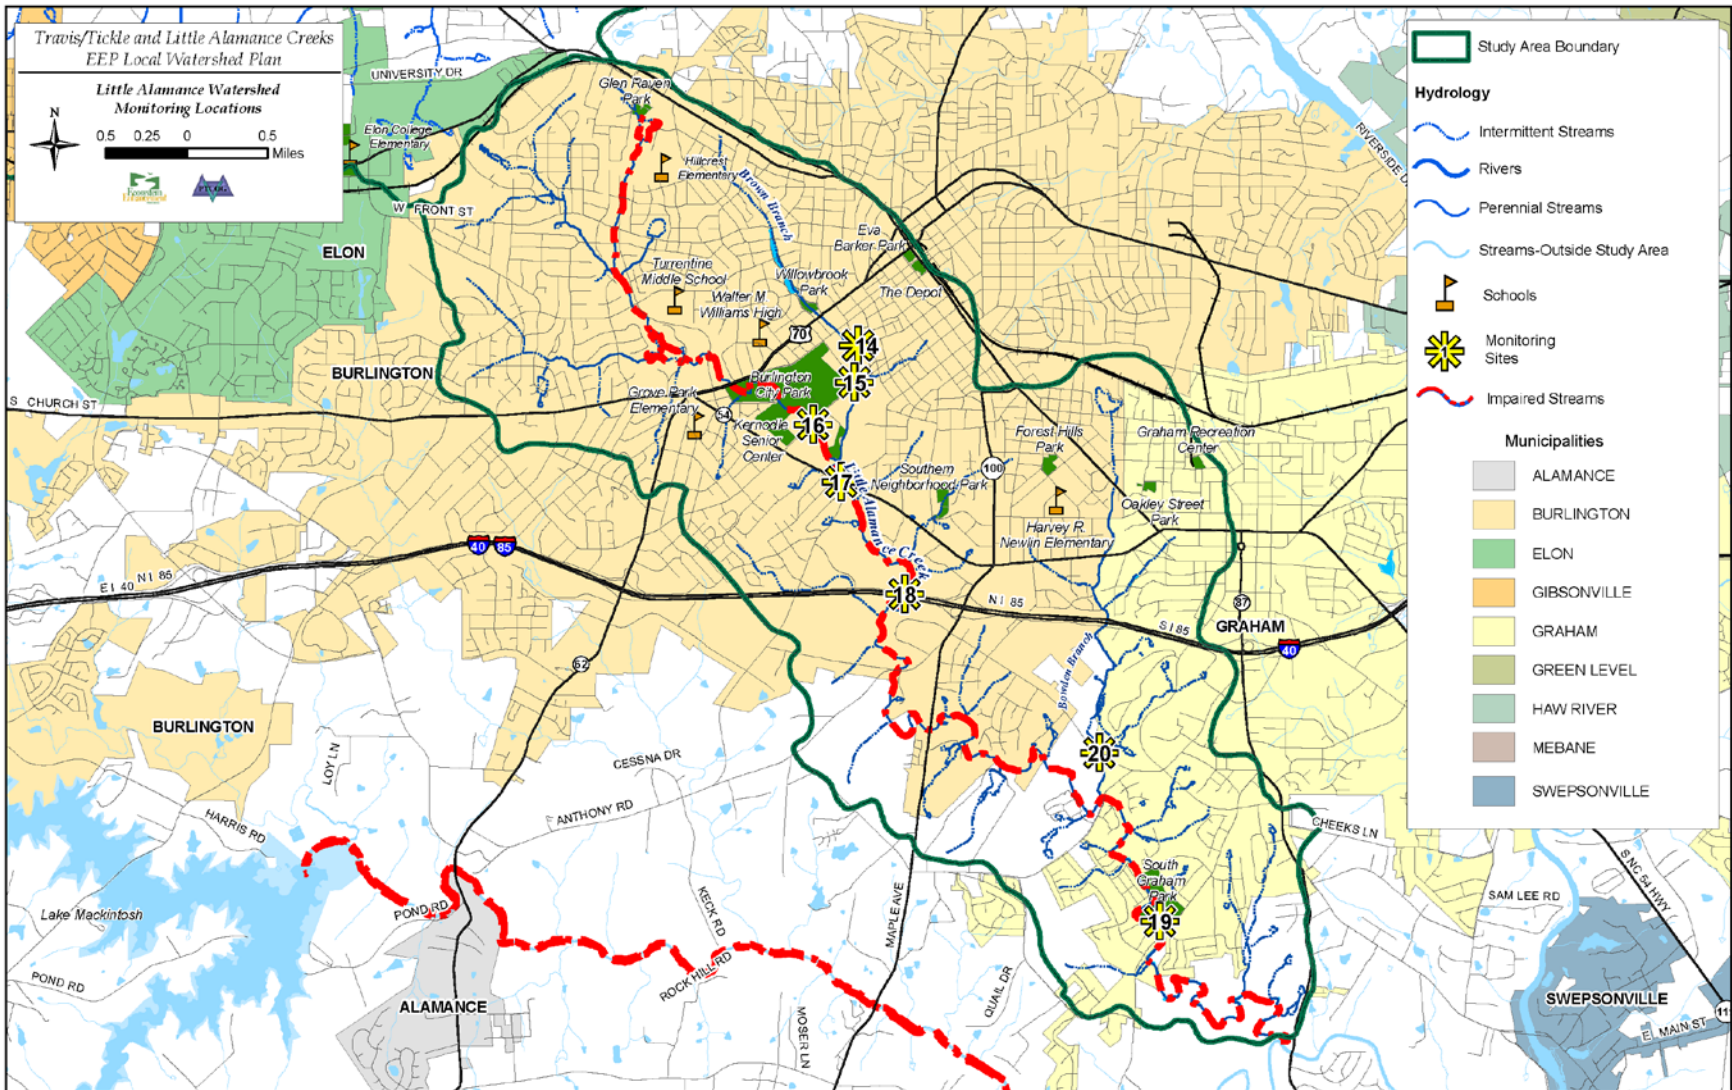 Travis/Tickle and Little Alamance Creeks
EEP Local Watershed Plan
Little Alamance Watershed
Monitoring Locations
N
0.5 0.25 0 0.5
Miles
Ecosystem
Enhancement
PTCOG
UNIVERSITY DR
Elon College
Elementary
W FRONT ST
ELON
Glen Raven
Park
Hillcrest
Elementary
Brown Branch
Eva
Barker Park
Turrentine
Middle School
Willowbrook
Park
Walter M
Williams High
The Depot
70
14
15
BURLINGTON
Burlington
City Park
S CHURCH ST
Grove Park
Elementary
54
16
Kernodle
Senior
Center
17
Little Alamance Creek
Southern
Neighborhood Park
100
Forest Hills
Park
Graham Recreation
Center
Oakley Street
Park
Harvey R.
Newlin Elementary
40 85
E I 40 N I 85
18
N I 85
S I 85
87
GRAHAM
40
62
Bowden Branch
BURLINGTON
20
LOY LN
CESSNA DR
ANTHONY RD
HARRIS RD
CHEEKS LN
South
Graham
Park
19
Lake Mackintosh
POND RD
KECK RD
MAPLE AVE
POND RD
ROCK HILL RD
QUAIL DR
ALAMANCE
MOSER LN
RIVERSIDE DR
SAM LEE RD
S NC 54 HWY
SWEPSONVILLE
E MAIN ST
Study Area Boundary
Hydrology
Intermittent Streams
Rivers
Perennial Streams
Streams-Outside Study Area
Schools
1
Monitoring
Sites
Impaired Streams
Municipalities
ALAMANCE
BURLINGTON
ELON
GIBSONVILLE
GRAHAM
GREEN LEVEL
HAW RIVER
MEBANE
SWEPSONVILLE